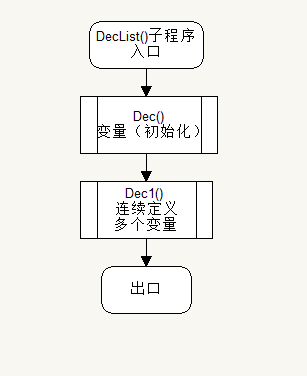 DecList()子程序
入口
Dec()
变量（初始化）
Dec1()
连续定义
多个变量
出口